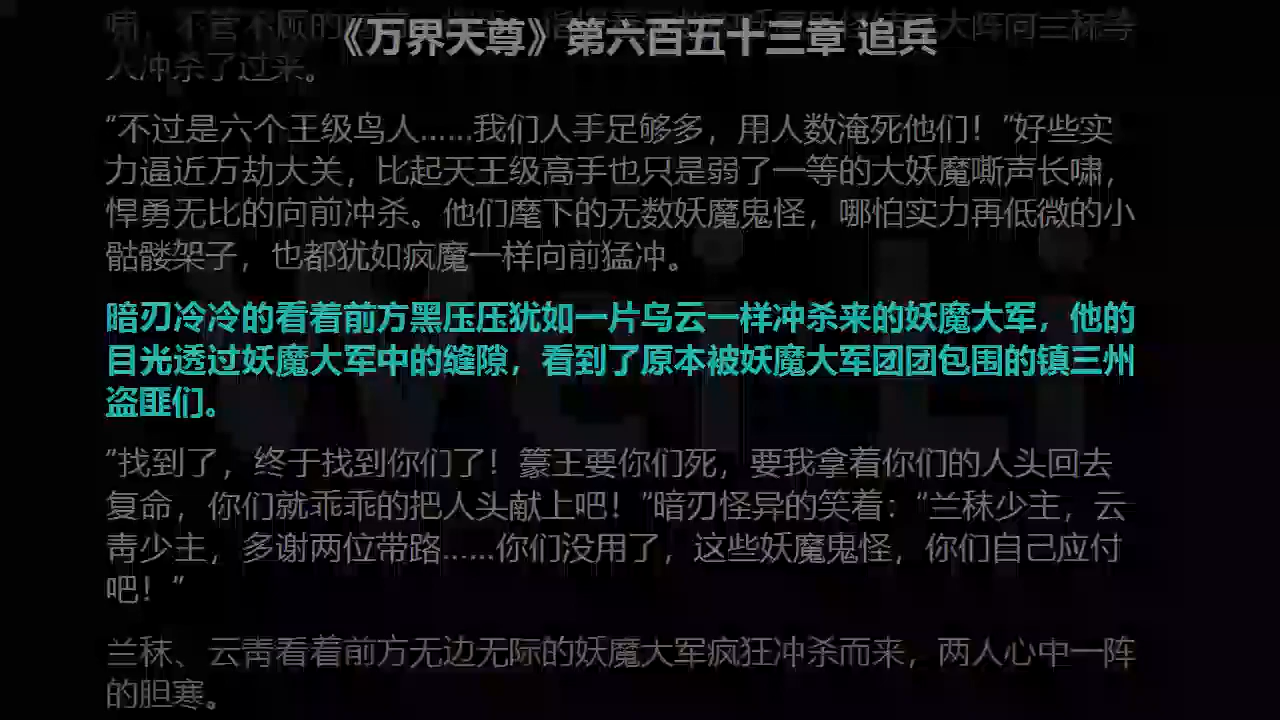 《万界天尊》第六百五十三章 追兵
啸，不管不顾的
大阵向兰秣等
人冲杀了过来。
“不过是六个王级鸟人……我们人手足够多，用人数淹死他们！”好些实
力逼近万劫大关，比起天王级高手也只是弱了一等的大妖魔嘶声长啸，
悍勇无比的向前冲杀。他们麾下的无数妖魔鬼怪，哪怕实力再低微的小
骷髅架子，也都犹如疯魔一样向前猛冲。
暗刃冷冷的看着前方黑压压犹如一片乌云一样冲杀来的妖魔大军，他的
目光透过妖魔大军中的缝隙，看到了原本被妖魔大军团团包围的镇三州
盗匪们。
“找到了，终于找到你们了！篆王要你们死，要我拿着你们的人头回去
复命，你们就乖乖的把人头献上吧！”暗刃怪异的笑着：“兰秣少主，云
靑少主，多谢两位带路……你们没用了，这些妖魔鬼怪，你们自己应付
吧！”
兰秣、云靑看着前方无边无际的妖魔大军疯狂冲杀而来，两人心中一阵
的胆寒。